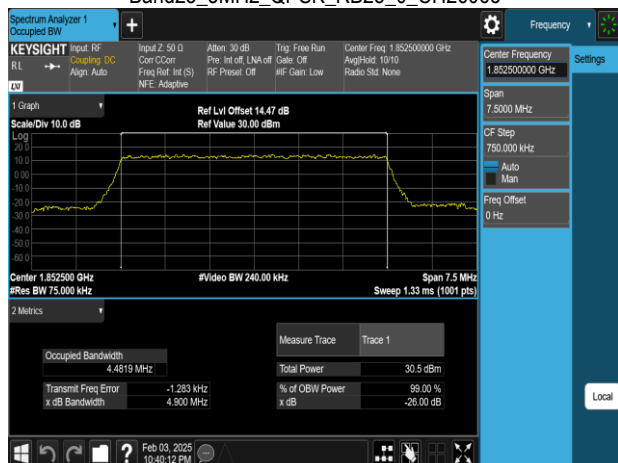 Spectrum Analyzer 1
Occupied BW
Frequency
KEYSIGHT Input: RF
RL
Coupling: DC
Align: Auto
LXI
Input Z: 50 Ω
Corr CCorr
Freq Ref: Int (S)
NFE: Adaptive
Atten: 30 dB
Pre: Int off, LNA off
RF Preset: Off
Trig: Free Run
Gate: Off
#IF Gain: Low
Center Freq: 1.852500000 GHz
Avg|Hold: 10/10
Radio Std: None
1 Graph
Scale/Div 10.0 dB
Ref Lvl Offset 14.47 dB
Ref Value 30.00 dBm
Log
20.0
10.0
0.00
-10.0
-20.0
-30.0
-40.0
-50.0
-60.0
Center 1.852500 GHz
#Res BW 75.000 kHz
#Video BW 240.00 kHz
Span 7.5 MHz
Sweep 1.33 ms (1001 pts)
2 Metrics
Measure Trace Trace 1
Occupied Bandwidth
4.4819 MHz
Total Power 30.5 dBm
Transmit Freq Error -1.283 kHz
% of OBW Power 99.00 %
x dB Bandwidth 4.900 MHz
x dB -26.00 dB
Center Frequency
1.852500000 GHz
Settings
Span
7.5000 MHz
CF Step
750.000 kHz
Auto
Man
Freq Offset
0 Hz
Local
Feb 03, 2025
10:40:12 PM